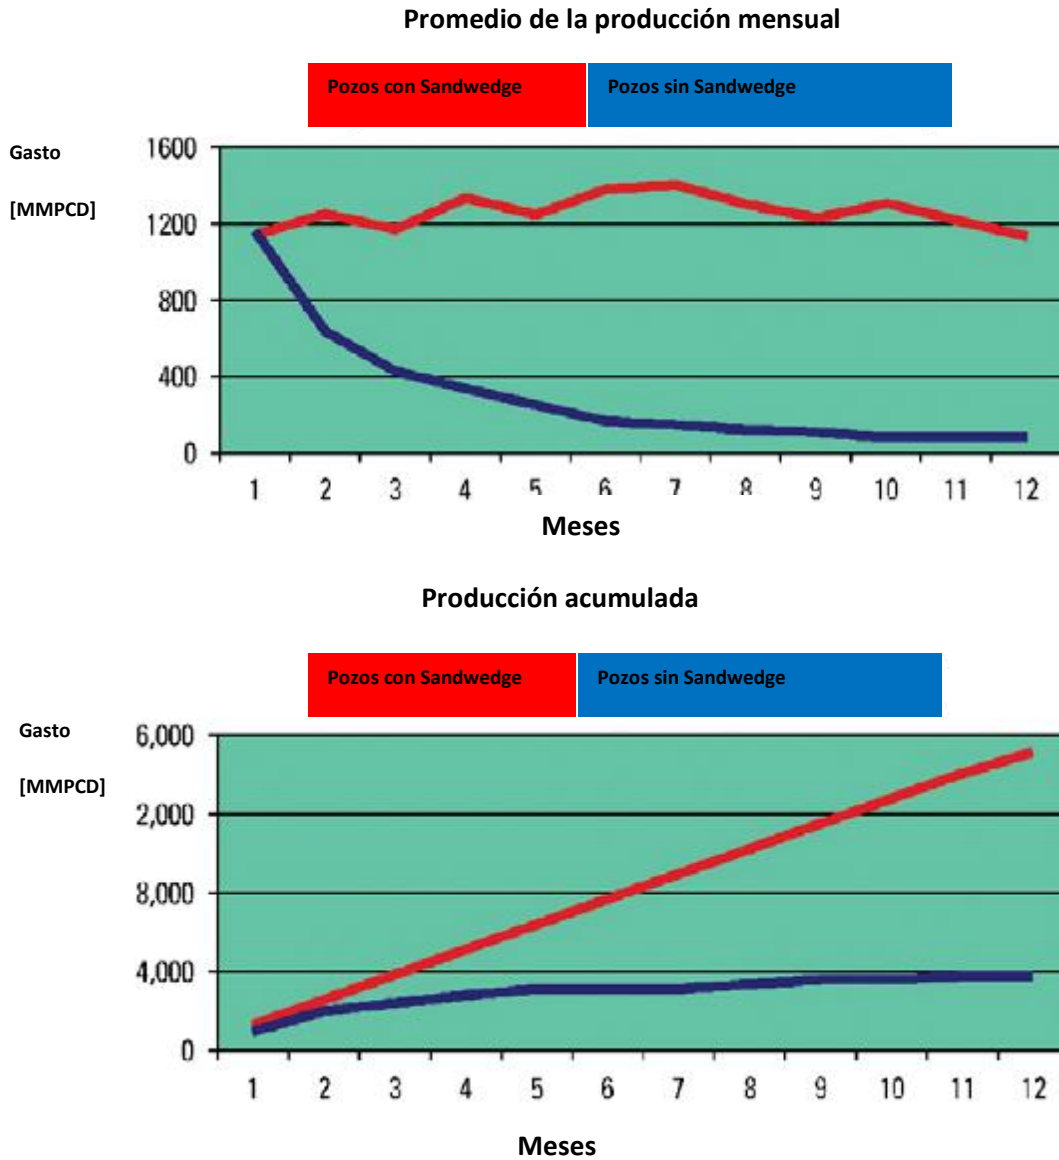 Promedio de la producción mensual
Pozos con Sandwedge Pozos sin Sandwedge
Gasto
[MMPCD]
1600
1200
800
400
0
1 2 3 4 5 6 7 8 9 10 11 12
Meses
Producción acumulada
Pozos con Sandwedge Pozos sin Sandwedge
Gasto
[MMPCD]
6,000
2,000
8,000
4,000
0
1 2 3 4 5 6 7 8 9 10 11 12
Meses